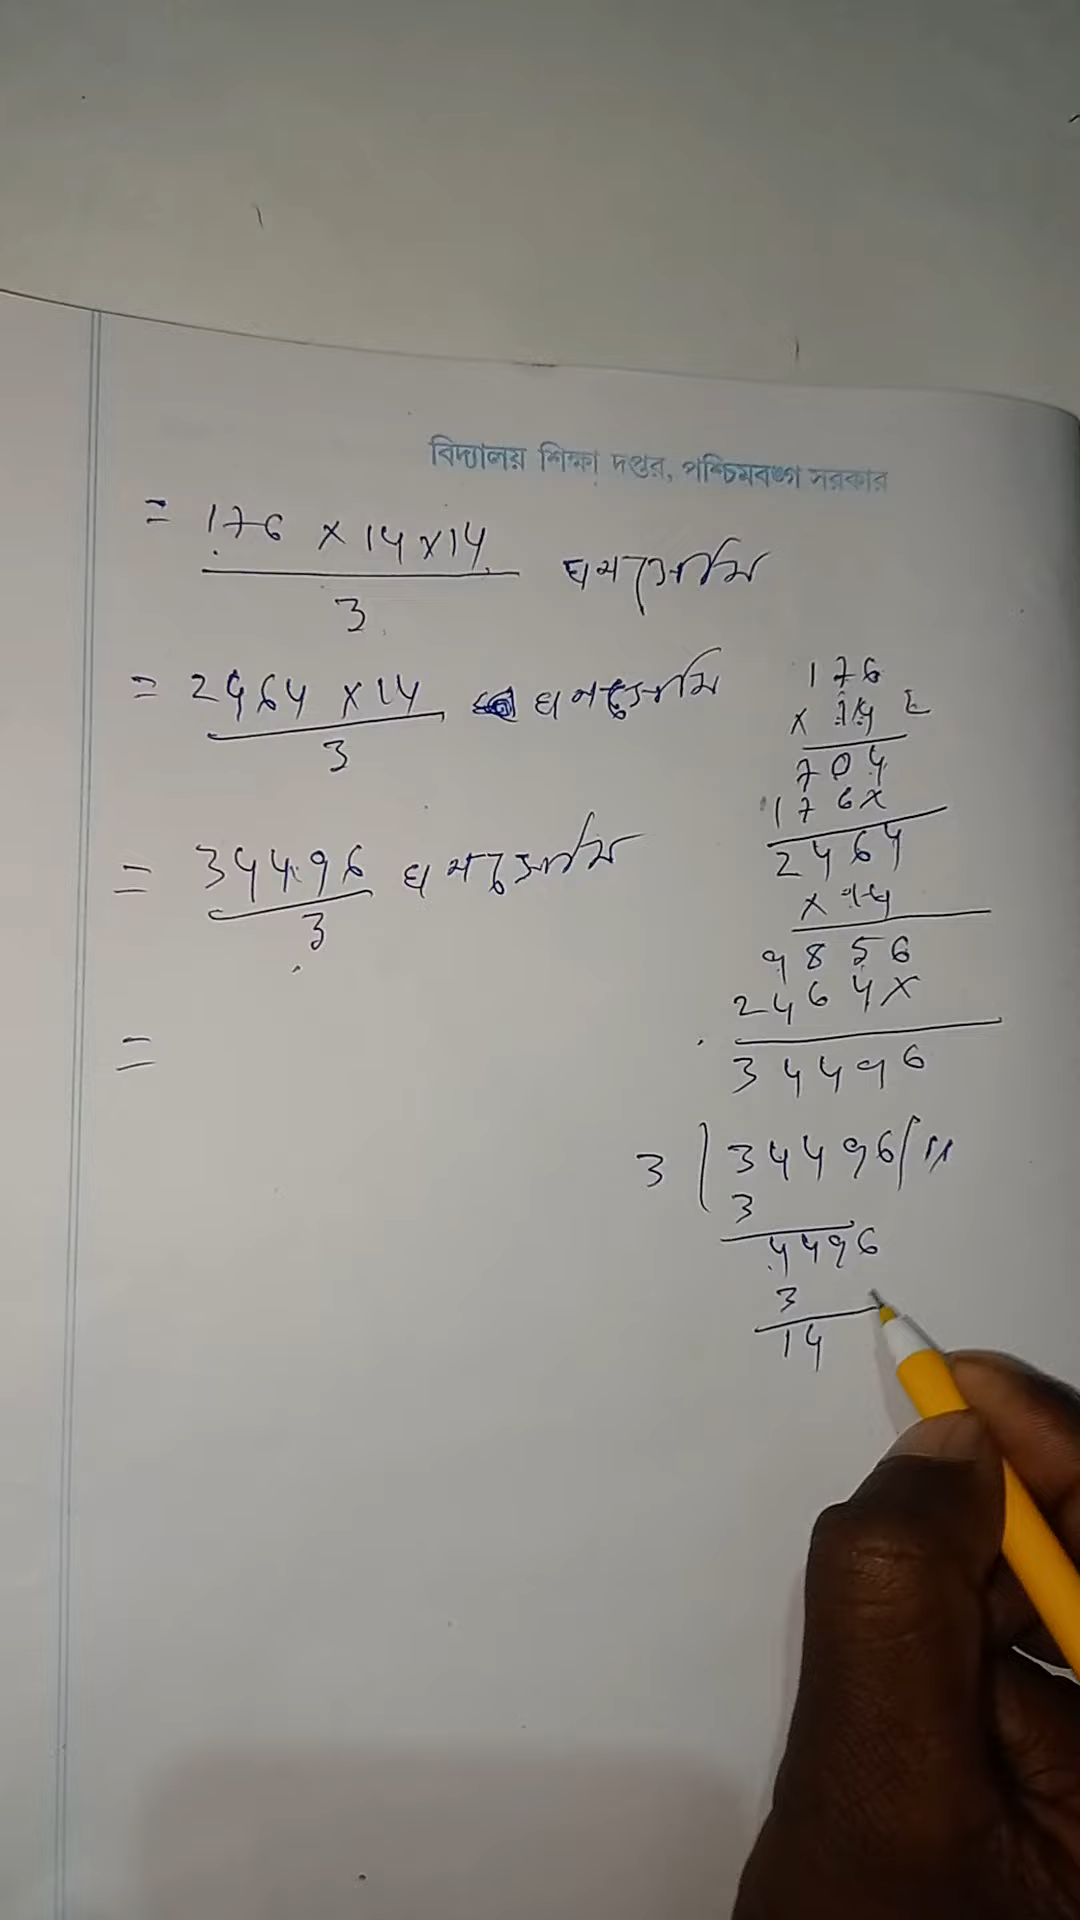 বিদ্যালয় শিক্ষা দপ্তর, পশ্চিমবঙ্গ সরকার
= 176 × 14 × 14 / 3 ঘনসেমি
= 2464 × 14 / 3 ঘনসেমি
= 34496 / 3 ঘনসেমি
=
176
× 14
704
176×
2464
× 14
9856
2464×
34496
3 ) 34496 ( 11
3
4496
3
14